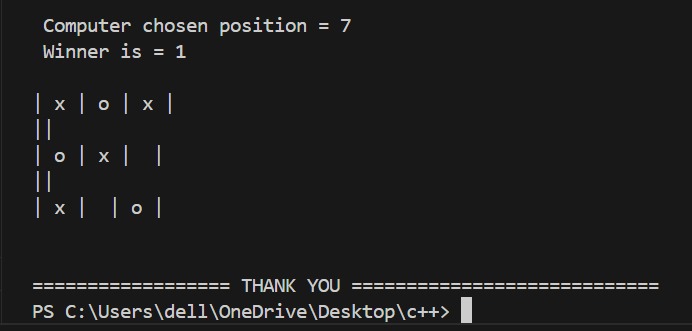 Computer chosen position = 7
Winner is = 1
| x | o | x |
||
| o | x |  |
||
| x |  | o |
================== THANK YOU ============================
PS C:\Users\dell\OneDrive\Desktop\c++>